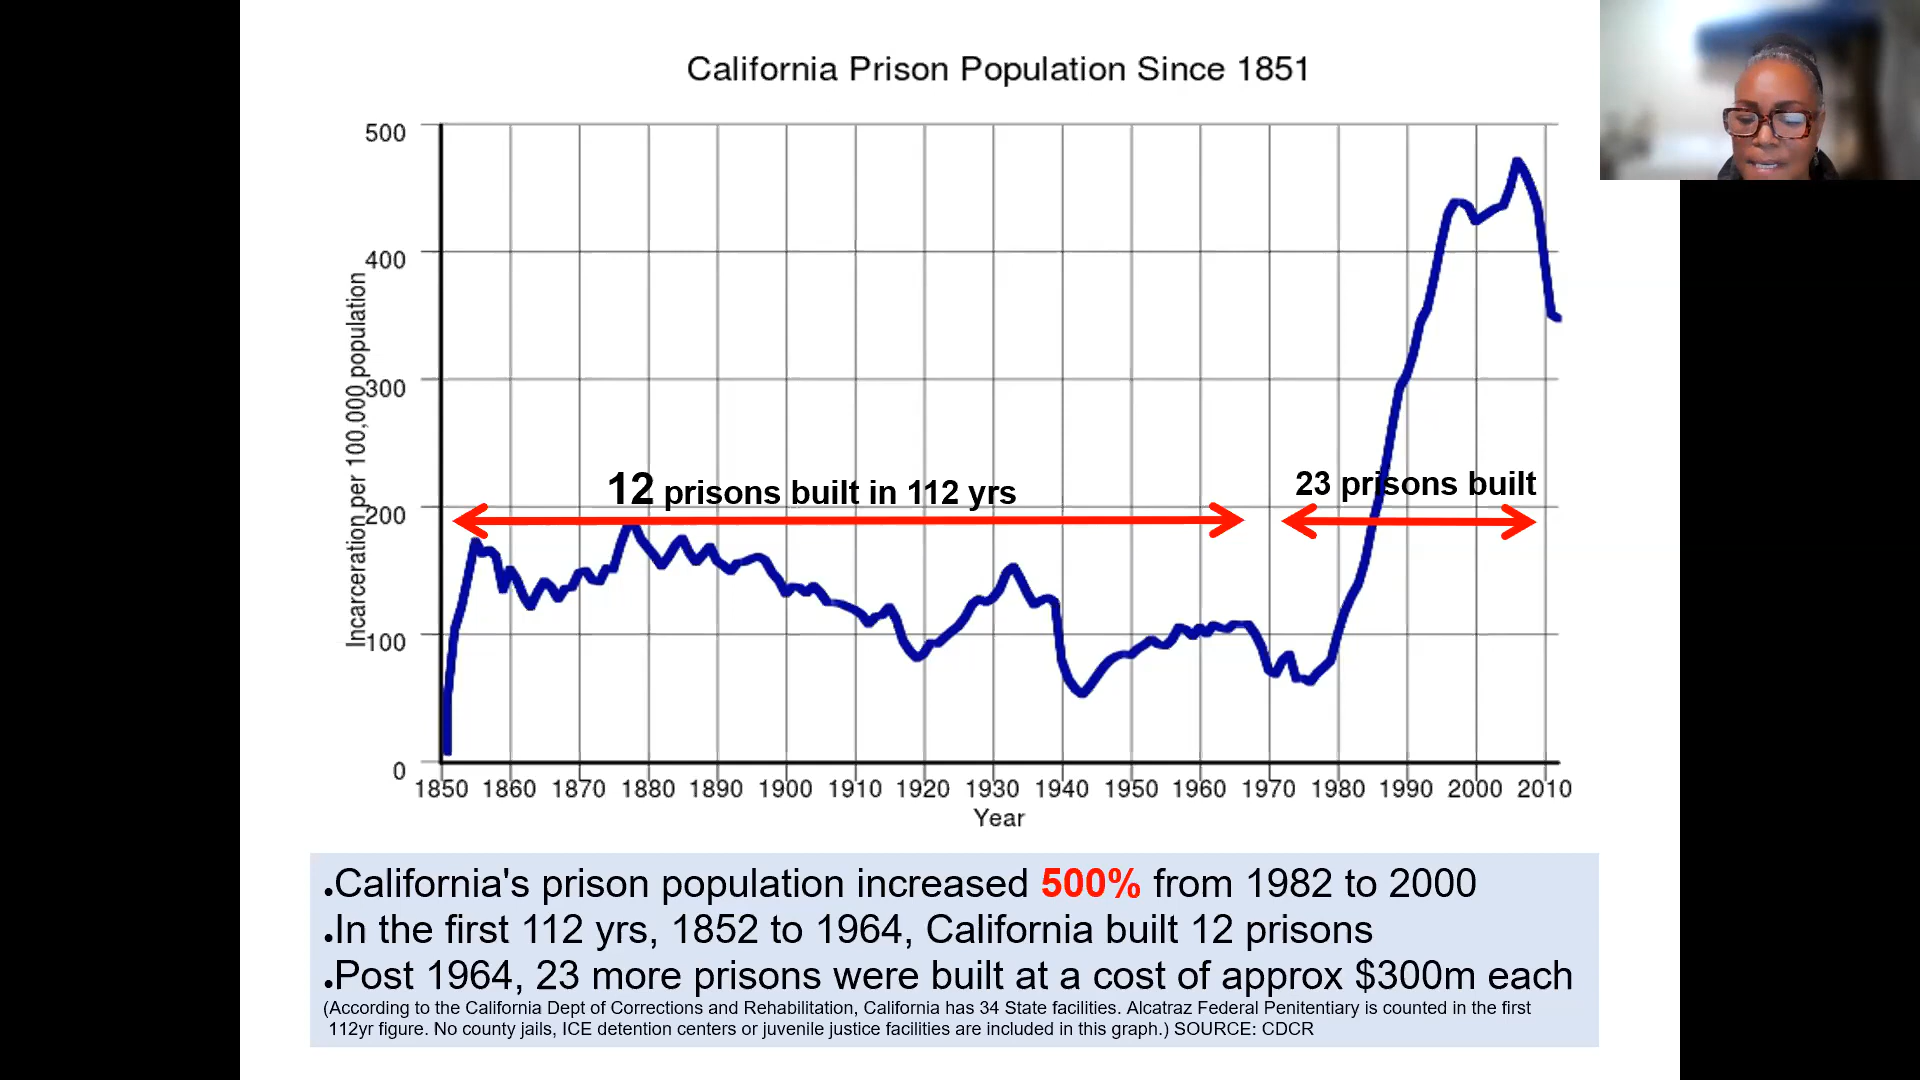 California Prison Population Since 1851
500
400
300
200
100
0
Incarceration per 100,000 population
12 prisons built in 112 yrs
23 prisons built
1850 1860 1870 1880 1890 1900 1910 1920 1930 1940 1950 1960 1970 1980 1990 2000 2010
Year
.California's prison population increased 500% from 1982 to 2000
.In the first 112 yrs, 1852 to 1964, California built 12 prisons
.Post 1964, 23 more prisons were built at a cost of approx $300m each
(According to the California Dept of Corrections and Rehabilitation, California has 34 State facilities. Alcatraz Federal Penitentiary is counted in the first
112yr figure. No county jails, ICE detention centers or juvenile justice facilities are included in this graph.) SOURCE: CDCR